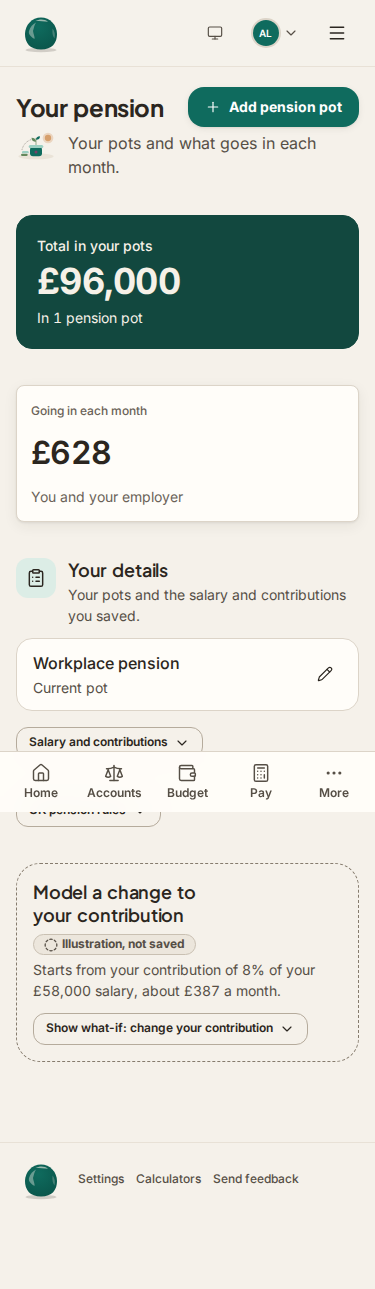 AL
Your pension
Add pension pot
Your pots and what goes in each
month.
Total in your pots
£96,000
In 1 pension pot
Going in each month
£628
You and your employer
Your details
Your pots and the salary and contributions
you saved.
Workplace pension
Current pot
Salary and contributions
Home
Accounts
Budget
Pay
More
UK pension rules
Model a change to
your contribution
Illustration, not saved
Starts from your contribution of 8% of your
£58,000 salary, about £387 a month.
Show what-if: change your contribution
Settings
Calculators
Send feedback